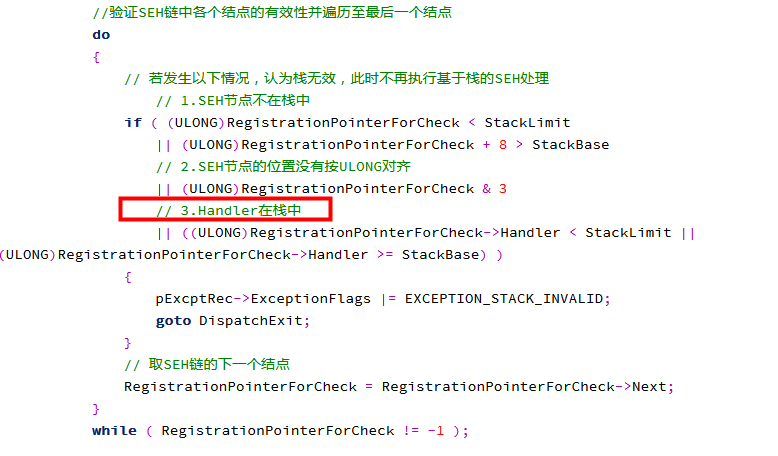 //验证SEH链中各个结点的有效性并遍历至最后一个结点
do
{
// 若发生以下情况，认为栈无效，此时不再执行基于栈的SEH处理
// 1.SEH节点不在栈中
if ( (ULONG)RegistrationPointerForCheck < StackLimit
|| (ULONG)RegistrationPointerForCheck + 8 > StackBase
// 2.SEH节点的位置没有按ULONG对齐
|| (ULONG)RegistrationPointerForCheck & 3
// 3.Handler在栈中
|| ((ULONG)RegistrationPointerForCheck->Handler < StackLimit ||
(ULONG)RegistrationPointerForCheck->Handler >= StackBase) )
{
pExcptRec->ExceptionFlags |= EXCEPTION_STACK_INVALID;
goto DispatchExit;
}
// 取SEH链的下一个结点
RegistrationPointerForCheck = RegistrationPointerForCheck->Next;
}
while ( RegistrationPointerForCheck != -1 );